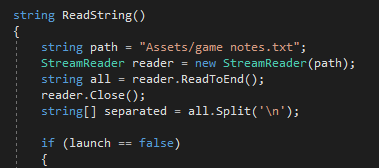 string ReadString()
{
string path = "Assets/game notes.txt";
StreamReader reader = new StreamReader(path);
string all = reader.ReadToEnd();
reader.Close();
string[] separated = all.Split('\n');
if (launch == false)
{